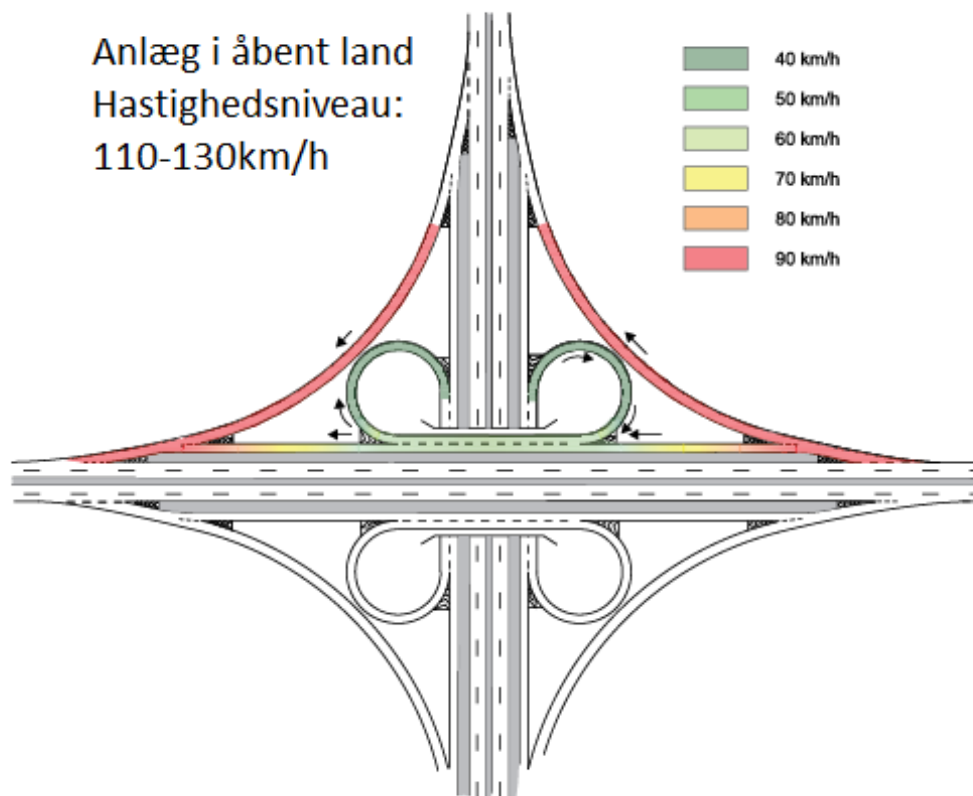 Anlæg i åbent land
Hastighedsniveau:
110-130km/h
40 km/h
50 km/h
60 km/h
70 km/h
80 km/h
90 km/h